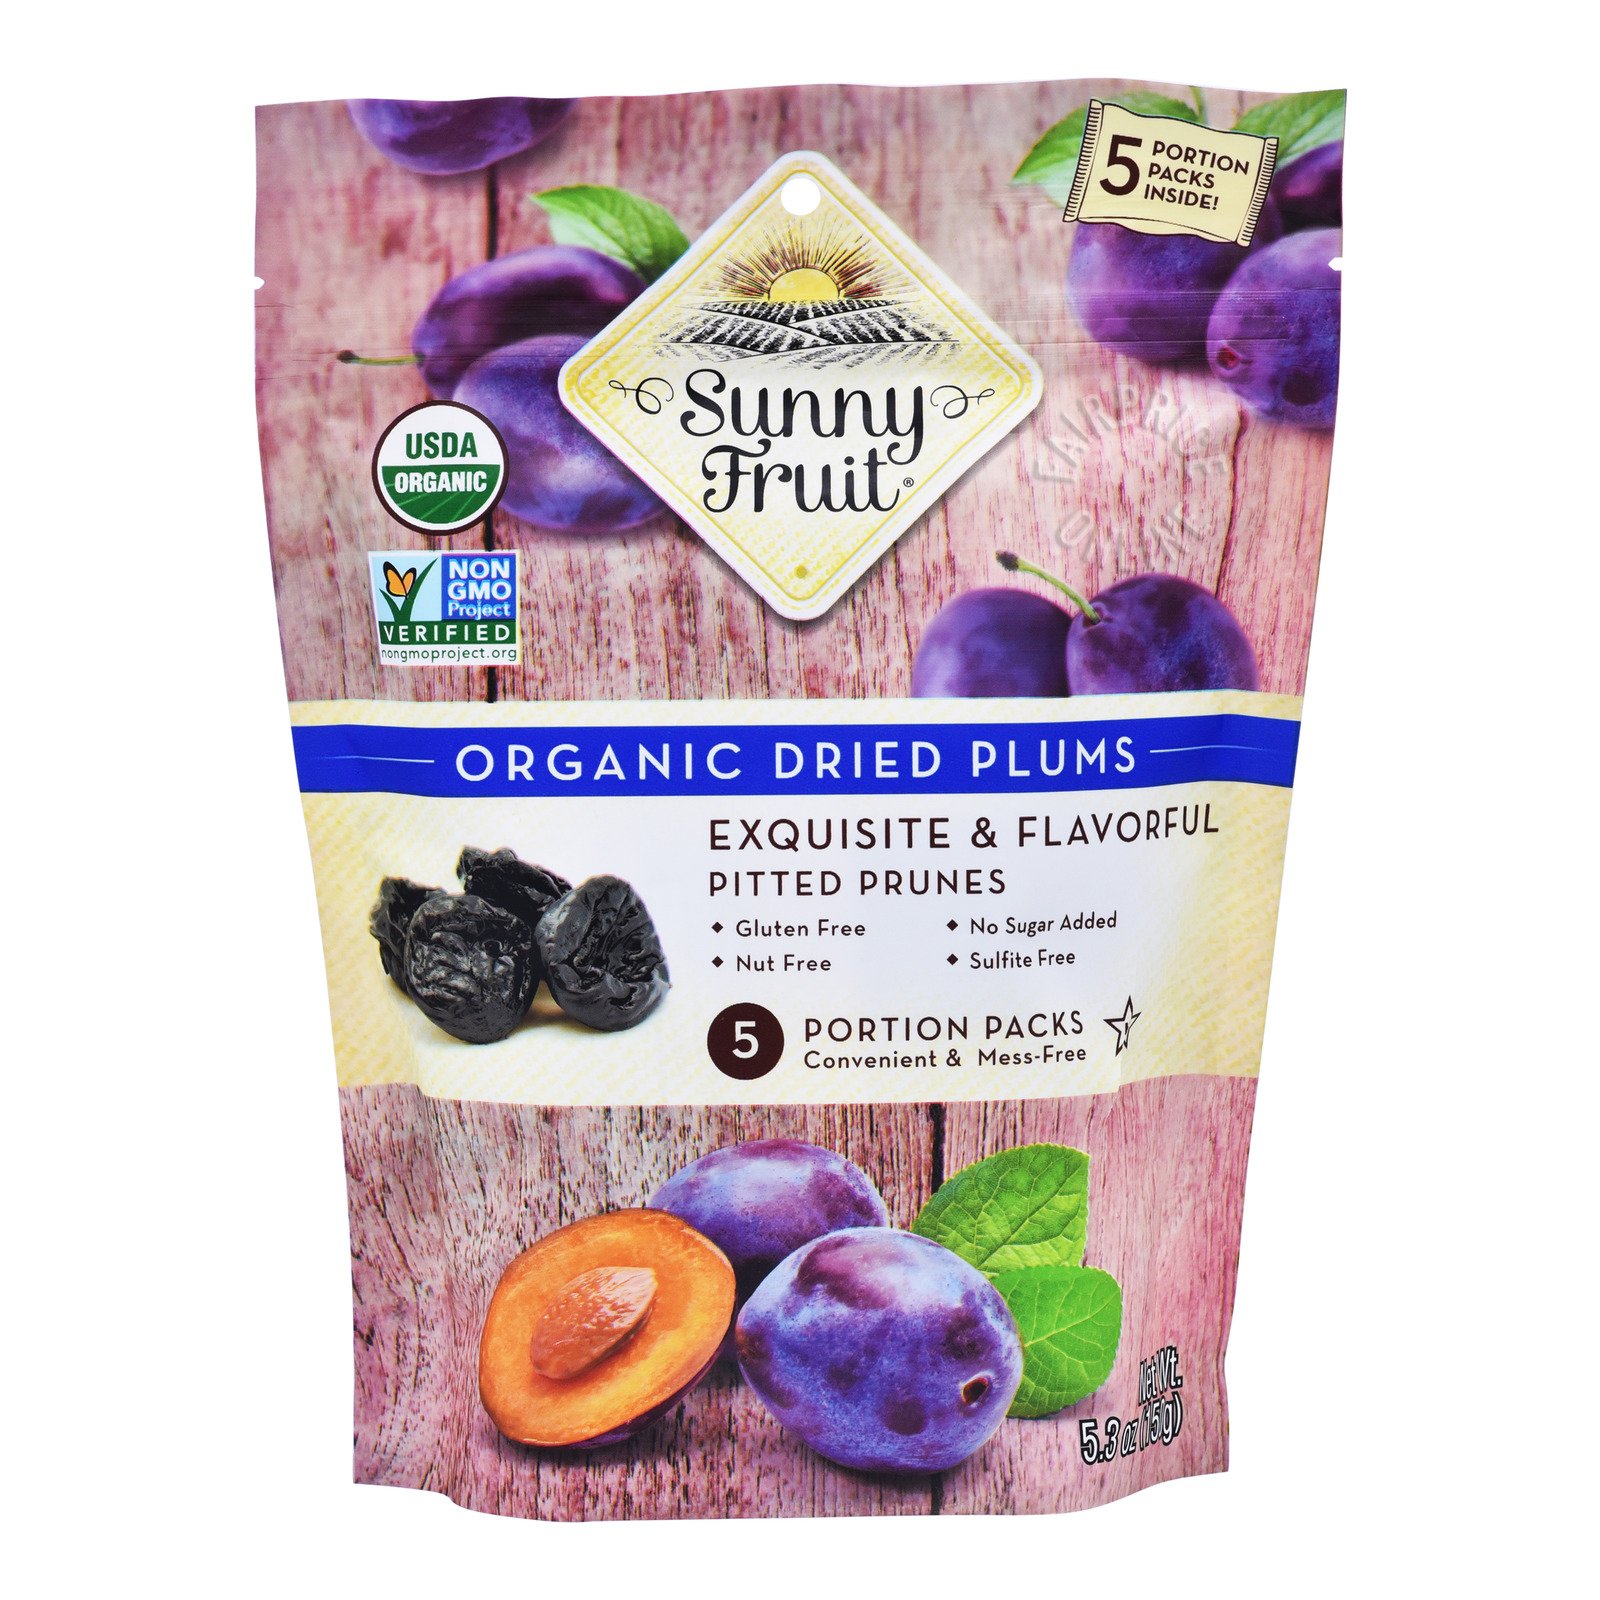 5 PORTION
PACKS
INSIDE!
Sunny
Fruit®
FAIRPRICE
ONLINE
USDA
ORGANIC
NON
GMO
Project
VERIFIED
nongmoproject.org
ORGANIC DRIED PLUMS
EXQUISITE & FLAVORFUL
PITTED PRUNES
Gluten Free
No Sugar Added
Nut Free
Sulfite Free
5 PORTION PACKS
Convenient & Mess-Free
Net Wt.
5.3 oz